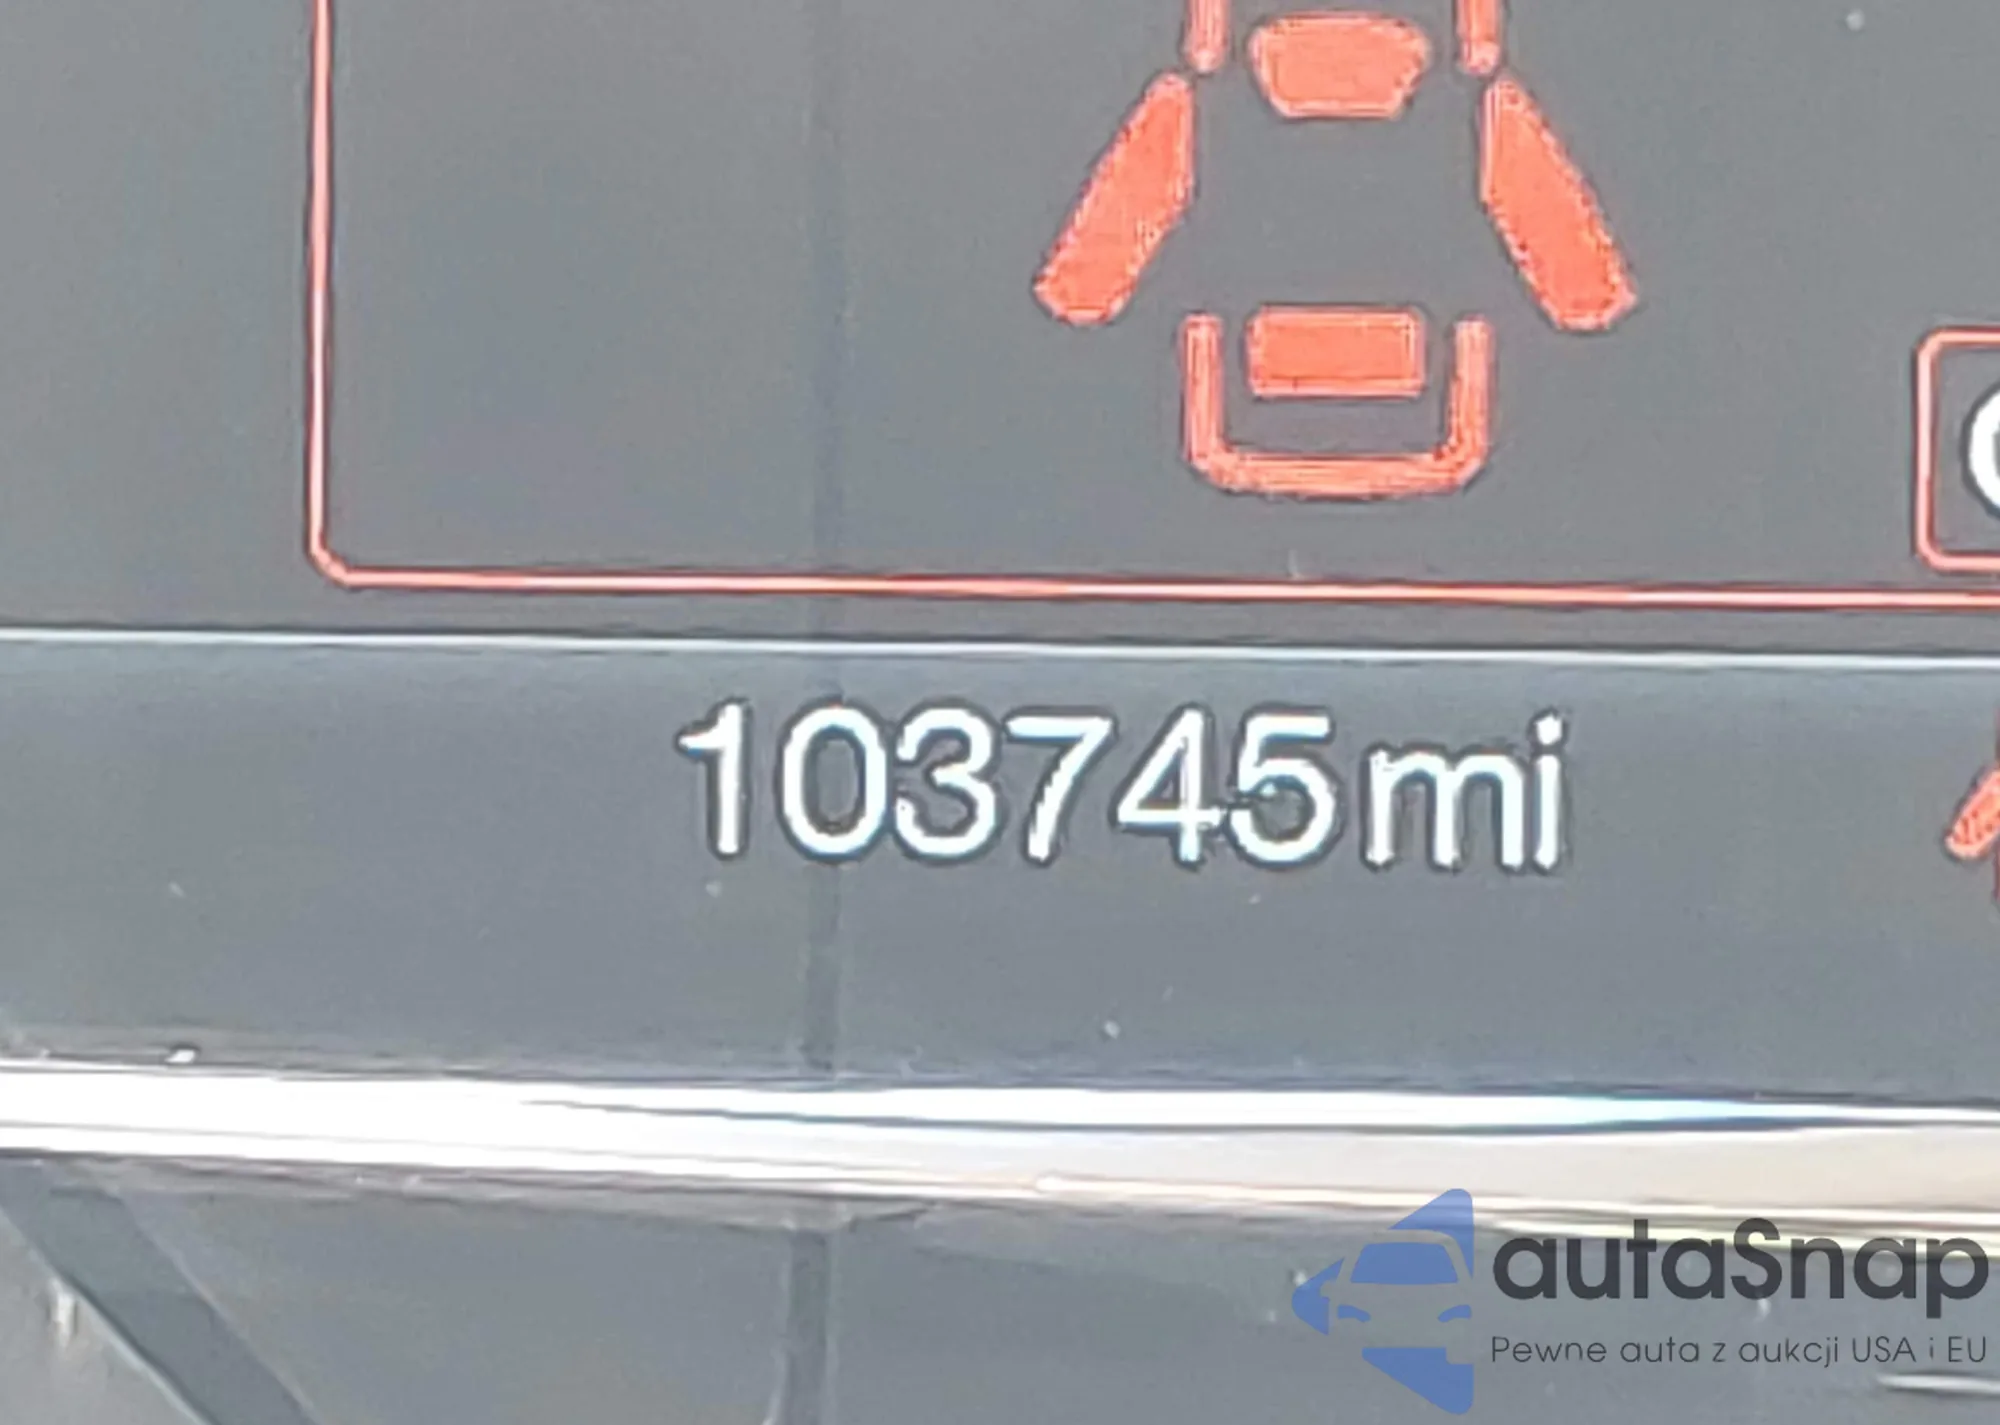 103745mi
autaSnap
Pewne auta z aukcji USA i EU